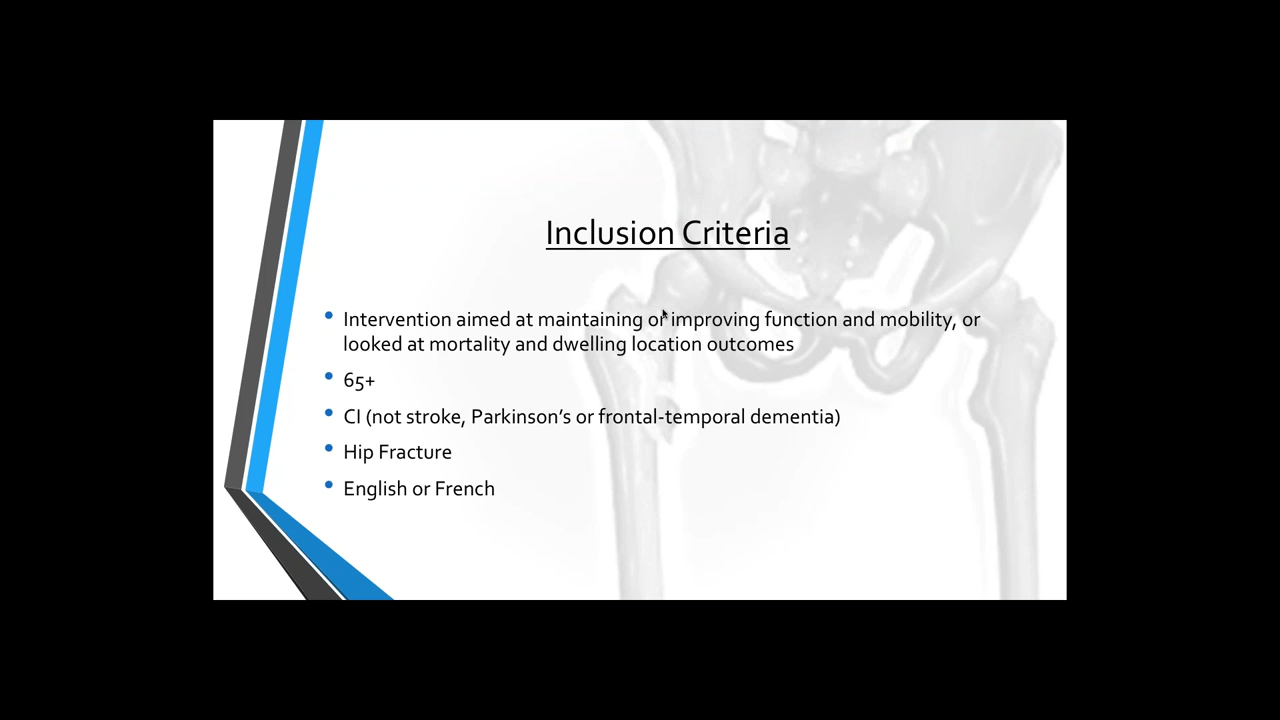 Inclusion Criteria
Intervention aimed at maintaining or improving function and mobility, or
looked at mortality and dwelling location outcomes
65+
CI (not stroke, Parkinson’s or frontal-temporal dementia)
Hip Fracture
English or French